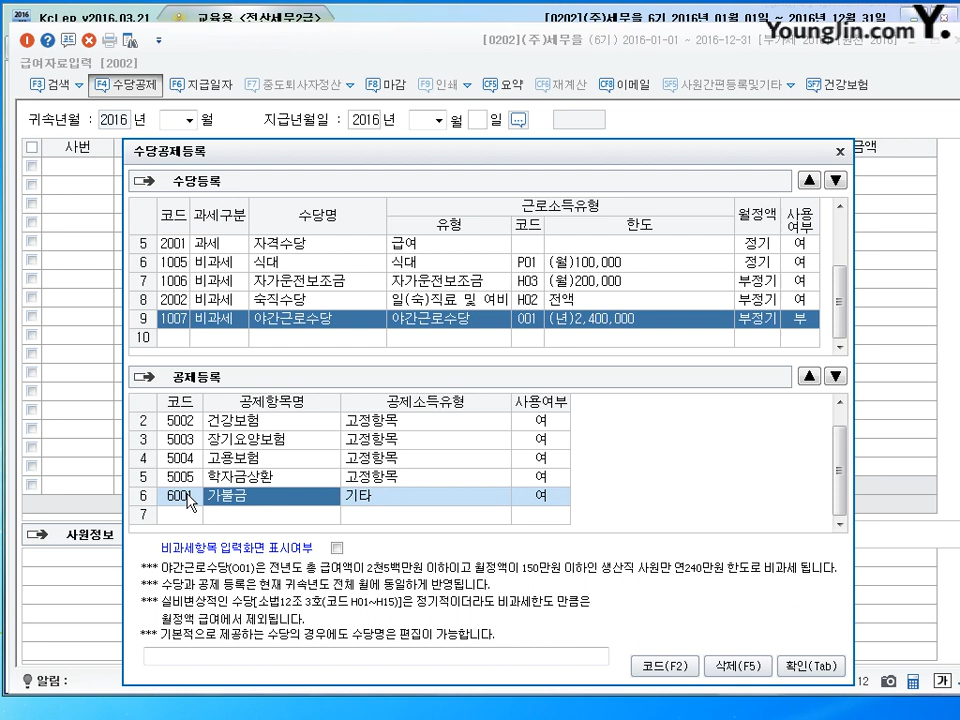 KcLep v2016.03.21 교육용 <전산세무2급> [0202](주)세무을 6기 2016년 01월 01일 ~ 2016년 12월 31일
YoungJin.com Y.
[0202](주)세무을 (6기) 2016-01-01 ~ 2016-12-31
급여자료입력 [2002]
F3 검색 F4 수당공제 F6 지급일자 F7 중도퇴사자정산 F8 마감 F9 인쇄 CF5 요약 CF6 재계산 CF8 이메일 SF5 사원간편등록및기타 SF7 건강보험
귀속년월 : 2016 년 월 지급년월일 : 2016 년 월 일
사번 금액
수당공제등록 x
수당등록
코드 과세구분 수당명 근로소득유형 월정액 사용여부
유형 코드 한도
5 2001 과세 자격수당 급여 정기 여
6 1005 비과세 식대 식대 P01 (월)100,000 정기 여
7 1006 비과세 자가운전보조금 자가운전보조금 H03 (월)200,000 부정기 여
8 2002 비과세 숙직수당 일(숙)직료 및 여비 H02 전액 부정기 여
9 1007 비과세 야간근로수당 야간근로수당 O01 (년)2,400,000 부정기 부
10
공제등록
코드 공제항목명 공제소득유형 사용여부
2 5002 건강보험 고정항목 여
3 5003 장기요양보험 고정항목 여
4 5004 고용보험 고정항목 여
5 5005 학자금상환 고정항목 여
6 6001 가불금 기타 여
7
사원정보
비과세항목 입력화면 표시여부
*** 야간근로수당(O01)은 전년도 총 급여액이 2천5백만원 이하이고 월정액이 150만원 이하인 생산직 사원만 연240만원 한도로 비과세 됩니다.
*** 수당과 공제 등록은 현재 귀속년도 전체 월에 동일하게 반영됩니다.
*** 실비변상적인 수당[소법12조 3호(코드 H01~H15)]은 정기적이더라도 비과세한도 만큼은
월정액 급여에서 제외됩니다.
*** 기본적으로 제공하는 수당의 경우에도 수당명은 편집이 가능합니다.
코드(F2) 삭제(F5) 확인(Tab)
알림 : 12 가